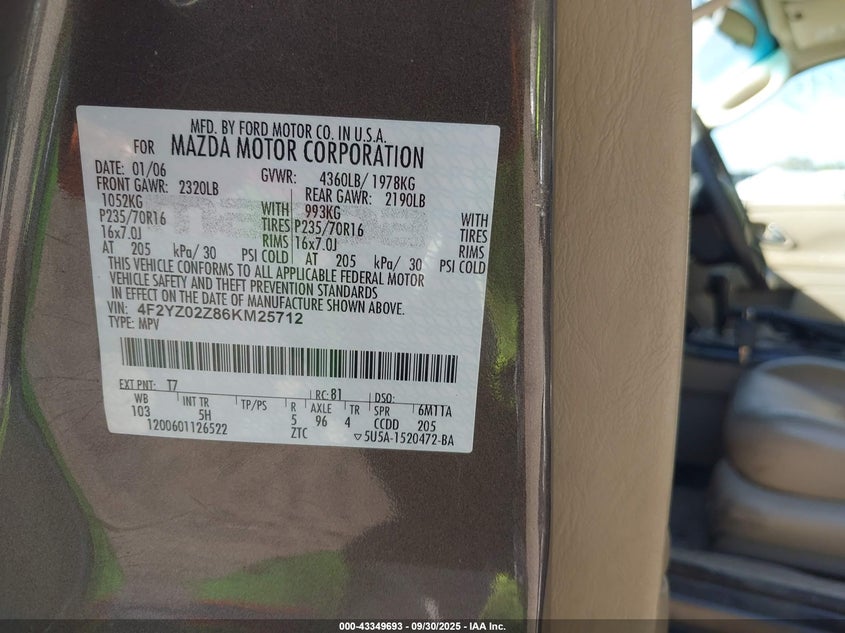 MFD. BY FORD MOTOR CO. IN U.S.A.
FOR MAZDA MOTOR CORPORATION
DATE: 01/06 GVWR: 4360LB/ 1978KG
FRONT GAWR: 2320LB REAR GAWR: 2190LB
1052KG WITH 993KG WITH
P235/70R16 TIRES P235/70R16 TIRES
16x7.0J RIMS 16x7.0J RIMS
AT 205 kPa/ 30 PSI COLD AT 205 kPa/ 30 PSI COLD
THIS VEHICLE CONFORMS TO ALL APPLICABLE FEDERAL MOTOR
VEHICLE SAFETY AND THEFT PREVENTION STANDARDS
IN EFFECT ON THE DATE OF MANUFACTURE SHOWN ABOVE.
VIN: 4F2YZ02Z86KM25712
TYPE: MPV
EXT PNT: T7 RC: 81 DSO:
WB INT TR TP/PS R AXLE TR SPR 6M11A
103 5H 5 96 4 CCDD 205
1200601126522 ZTC ▽5U5A-1520472-BA
000-43349693 - 09/30/2025 - IAA Inc.